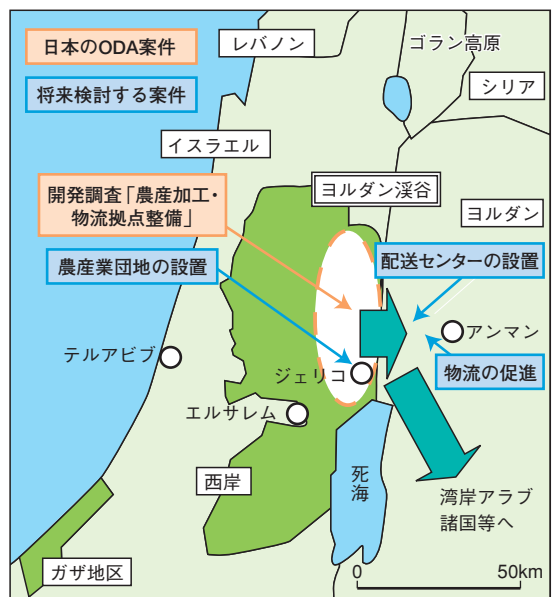 日本のODA案件
レバノン
ゴラン高原
将来検討する案件
シリア
イスラエル
開発調査「農産加工・
物流拠点整備」
ヨルダン渓谷
ヨルダン
農産業団地の設置
配送センターの設置
テルアビブ
アンマン
ジェリコ
物流の促進
エルサレム
西岸
死海
湾岸アラブ
諸国等へ
ガザ地区
0 50km